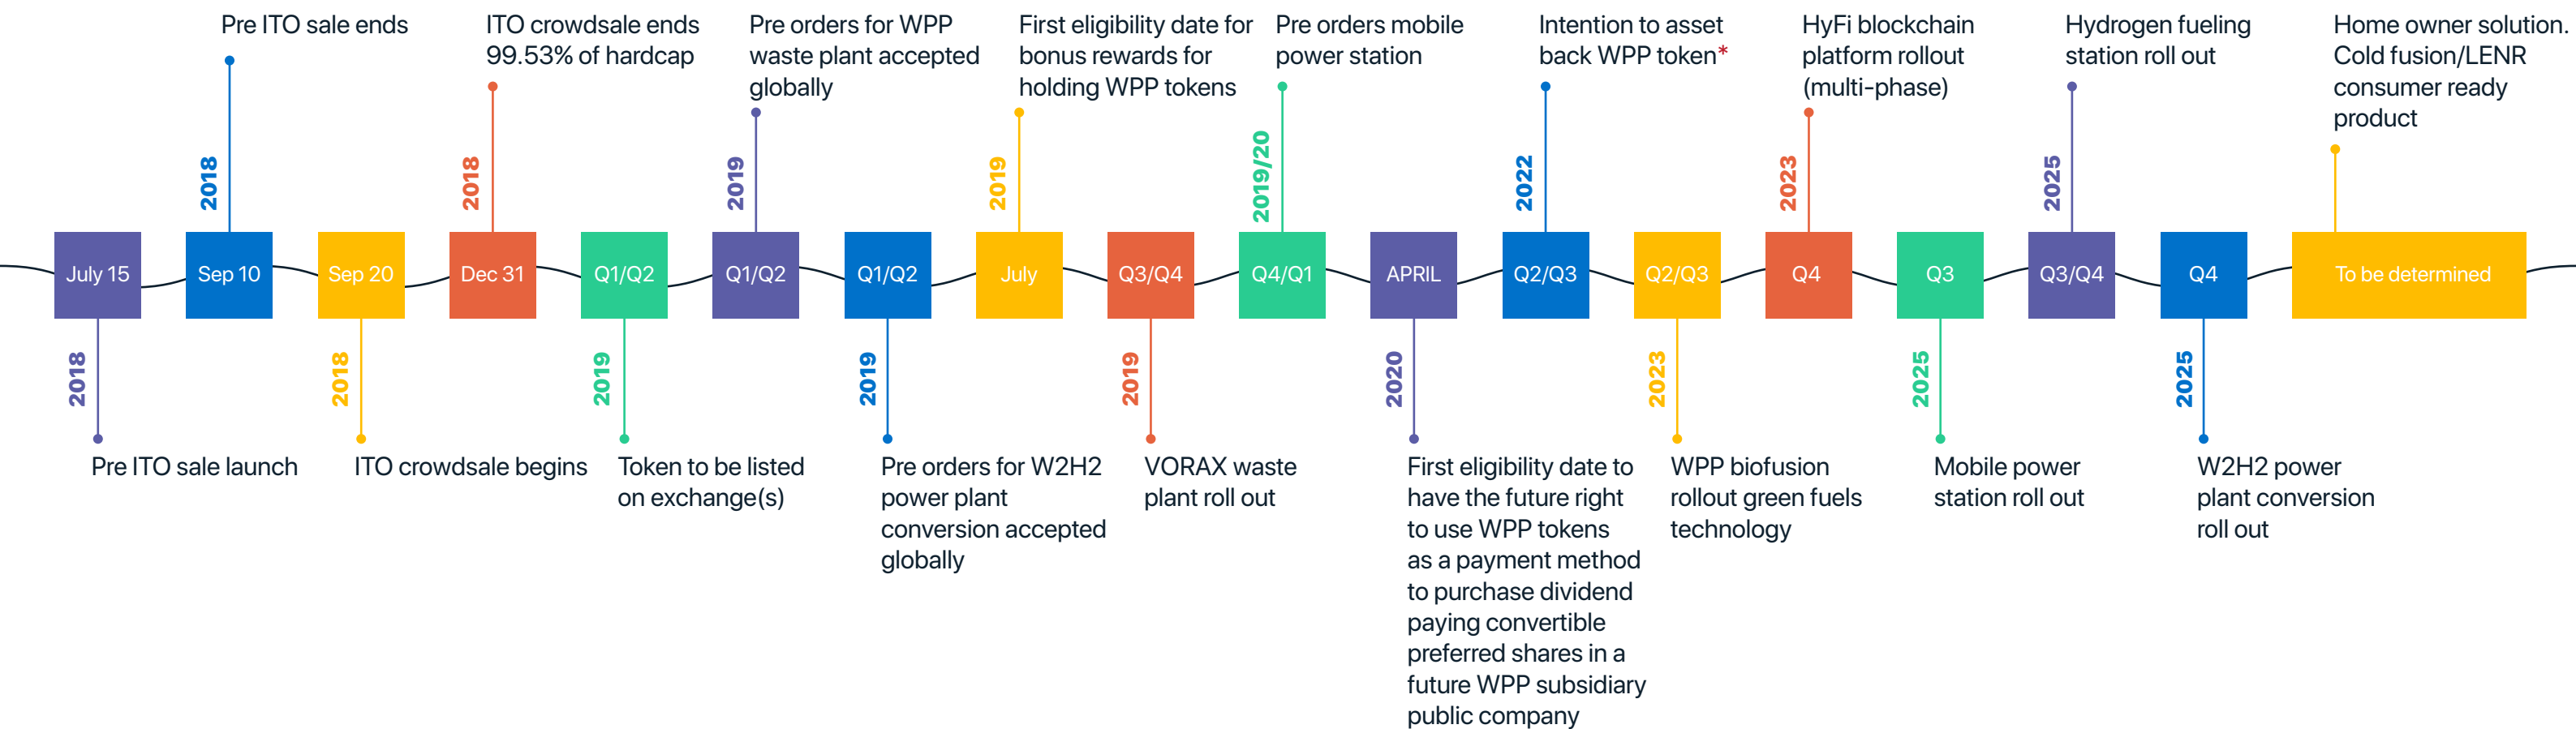 Pre ITO sale ends
ITO crowdsale ends
99.53% of hardcap
Pre orders for WPP
waste plant accepted
globally
First eligibility date for
bonus rewards for
holding WPP tokens
Pre orders mobile
power station
Intention to asset
back WPP token*
HyFi blockchain
platform rollout
(multi-phase)
Hydrogen fueling
station roll out
Home owner solution.
Cold fusion/LENR
consumer ready
product
2018
2018
2019
2019
2019/20
2022
2023
2025
July 15
Sep 10
Sep 20
Dec 31
Q1/Q2
Q1/Q2
Q1/Q2
July
Q3/Q4
Q4/Q1
APRIL
Q2/Q3
Q2/Q3
Q4
Q3
Q3/Q4
Q4
To be determined
2018
2018
2019
2019
2019
2020
2023
2025
2025
Pre ITO sale launch
ITO crowdsale begins
Token to be listed
on exchange(s)
Pre orders for W2H2
power plant
conversion accepted
globally
VORAX waste
plant roll out
First eligibility date to
have the future right
to use WPP tokens
as a payment method
to purchase dividend
paying convertible
preferred shares in a
future WPP subsidiary
public company
WPP biofusion
rollout green fuels
technology
Mobile power
station roll out
W2H2 power
plant conversion
roll out